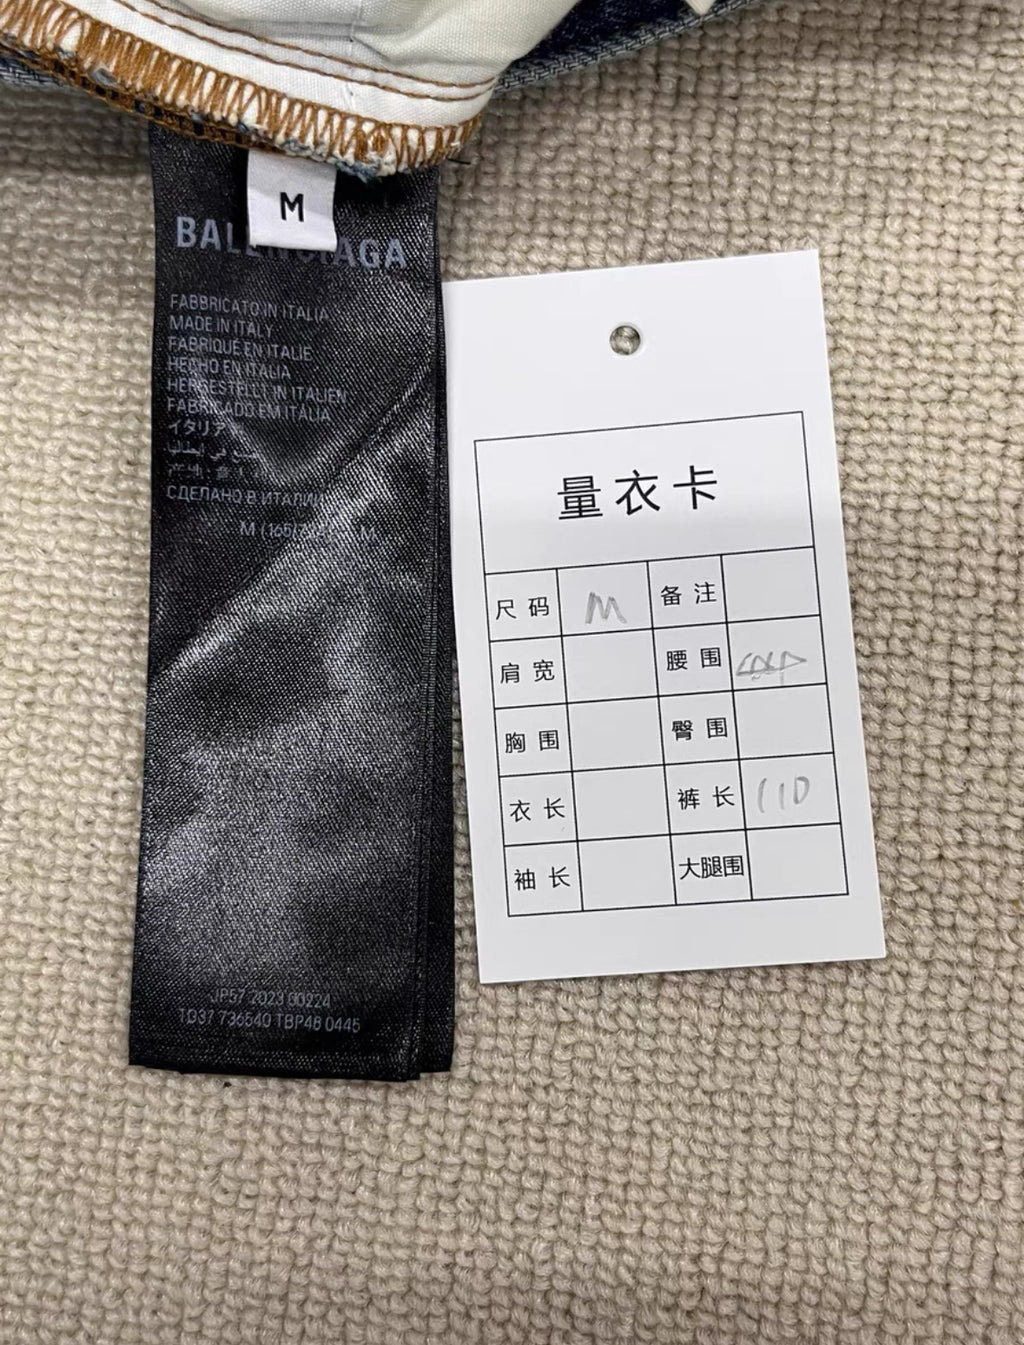 M
FABBRICATO IN ITALIA
MADE IN ITALY
FABRIQUÉ EN ITALIE
HECHO EN ITALIA
HERGESTELLT IN ITALIEN
FABRICADO EM ITALIA
イタリア
СДЕЛАНО В ИТАЛИИ
M
JP57 2023 00224
TO37 736540 TBP48 0445
量衣卡
尺码 M 备注
肩宽 腰围
胸围 臀围
衣长 裤长 110
袖长 大腿围